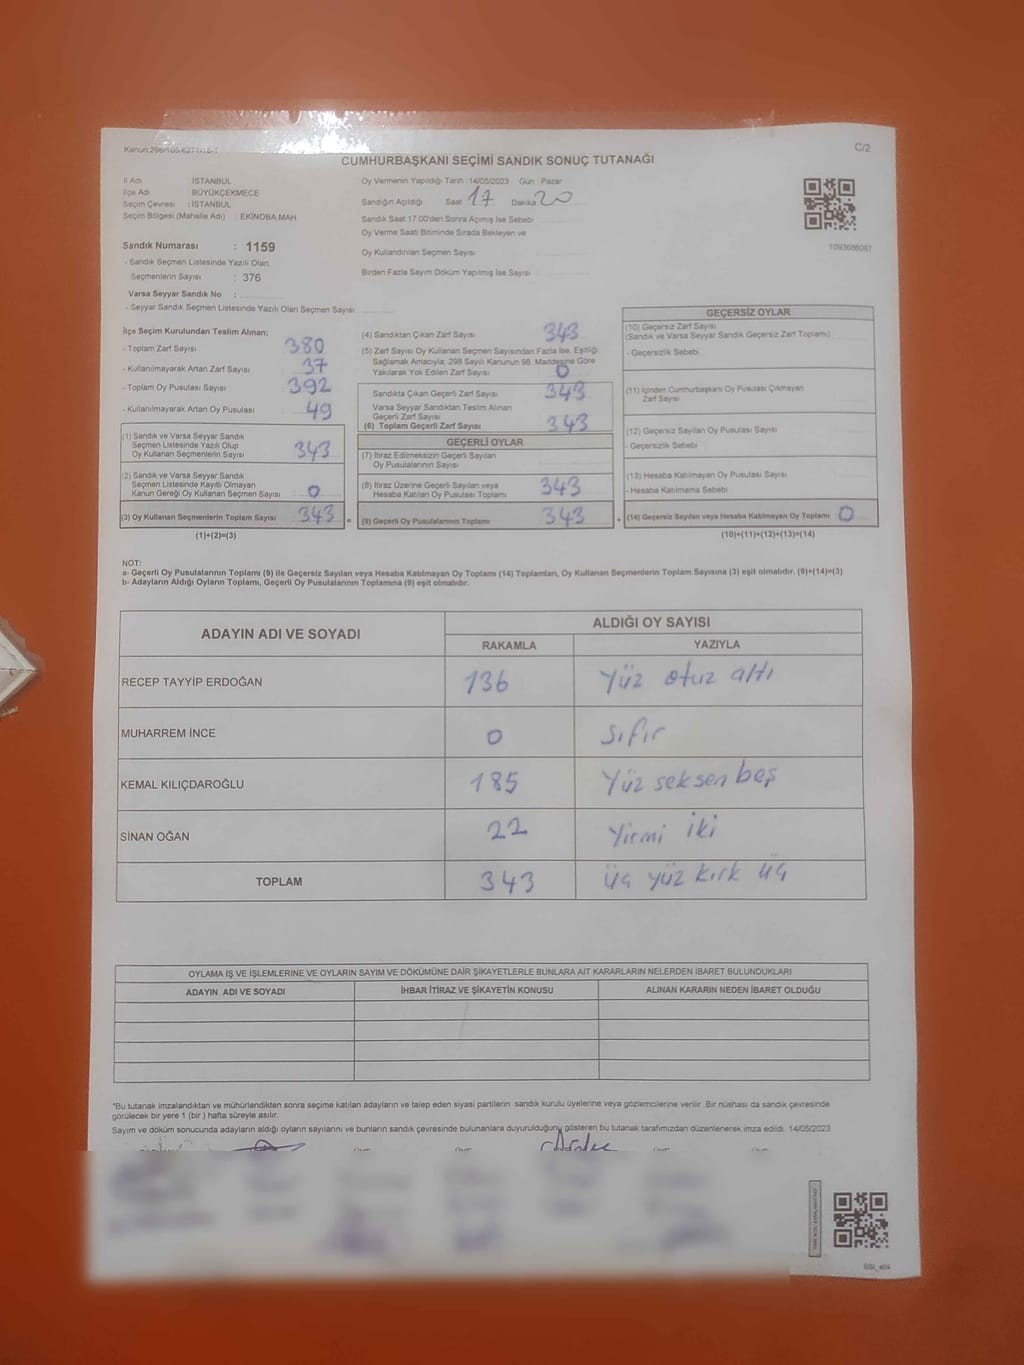 CUMHURBAŞKANI SEÇİMİ SANDIK SONUÇ TUTANAĞI
C/2
İl Adı : İSTANBUL
İlçe Adı : BÜYÜKÇEKMECE
Seçim Çevresi : İSTANBUL
Seçim Bölgesi (Mahalle Adı) : EKİNOBA MAH.
Sandık Numarası : 1159
- Sandık Seçmen Listesinde Yazılı Olan
Seçmenlerin Sayısı : 376
Varsa Seyyar Sandık No :
- Seyyar Sandık Seçmen Listesinde Yazılı Olan Seçmen Sayısı
Oy Vermenin Yapıldığı Tarih : 14/05/2023 Gün : Pazar
Sandığın Açıldığı Saat 17 Dakika 20
Sandık Saat 17:00'den Sonra Açımış İse Sebebi
Oy Verme Saati Bitiminde Sırada Bekleyen ve
Oy Kullandırılan Seçmen Sayısı
Birden Fazla Sayım Döküm Yapılmış İse Sayısı
1093686087
İlçe Seçim Kurulundan Teslim Alınan;
- Toplam Zarf Sayısı 380
- Kullanılmayarak Artan Zarf Sayısı 37
- Toplam Oy Pusulası Sayısı 392
- Kullanılmayarak Artan Oy Pusulası 49
(1) Sandık ve Varsa Seyyar Sandık
Seçmen Listesinde Yazılı Olup
Oy Kullanan Seçmenlerin Sayısı 343
(2) Sandık ve Varsa Seyyar Sandık
Seçmen Listesinde Kayıtlı Olmayan
Kanun Gereği Oy Kullanan Seçmen Sayısı 0
(3) Oy Kullanan Seçmenlerin Toplam Sayısı 343 =
(1)+(2)=(3)
(4) Sandıktan Çıkan Zarf Sayısı 343
(5) Zarf Sayısı Oy Kullanan Seçmen Sayısından Fazla İse, Eşitliği
Sağlamak Amacıyla; 298 Sayılı Kanunun 98. Maddesine Göre
Yakılarak Yok Edilen Zarf Sayısı 0
Sandıkta Çıkan Geçerli Zarf Sayısı 343
Varsa Seyyar Sandıktan Teslim Alınan
Geçerli Zarf Sayısı
(6) Toplam Geçerli Zarf Sayısı 343
GEÇERLİ OYLAR
(7) İtiraz Edilmeksizin Geçerli Sayılan
Oy Pusulalarının Sayısı
(8) İtiraz Üzerine Geçerli Sayılan veya
Hesaba Katılan Oy Pusulası Toplamı 343
(9) Geçerli Oy Pusulalarının Toplamı 343 +
GEÇERSİZ OYLAR
(10) Geçersiz Zarf Sayısı
(Sandık ve Varsa Seyyar Sandık Geçersiz Zarf Toplamı)
- Geçersizlik Sebebi
(11) İçinden Cumhurbaşkanı Oy Pusulası Çıkmayan
Zarf Sayısı
(12) Geçersiz Sayılan Oy Pusulası Sayısı
- Geçersizlik Sebebi
(13) Hesaba Katılmayan Oy Pusulası Sayısı
- Hesaba Katılmama Sebebi
(14) Geçersiz Sayılan veya Hesaba Katılmayan Oy Toplamı 0
(10)+(11)+(12)+(13)=(14)
NOT:
a- Geçerli Oy Pusulalarının Toplamı (9) ile Geçersiz Sayılan veya Hesaba Katılmayan Oy Toplamı (14) Toplamları, Oy Kullanan Seçmenlerin Toplam Sayısına (3) eşit olmalıdır. (9)+(14)=(3)
b- Adayların Aldığı Oyların Toplamı, Geçerli Oy Pusulalarının Toplamına (9) eşit olmalıdır.
ADAYIN ADI VE SOYADI ALDIĞI OY SAYISI
RAKAMLA YAZIYLA
RECEP TAYYİP ERDOĞAN 136 Yüz otuz altı
MUHARREM İNCE 0 Sıfır
KEMAL KILIÇDAROĞLU 185 Yüz seksen beş
SİNAN OĞAN 22 Yirmi iki
TOPLAM 343 Üç yüz kırk üç
OYLAMA İŞ VE İŞLEMLERİNE VE OYLARIN SAYIM VE DÖKÜMÜNE DAİR ŞİKAYETLERLE BUNLARA AİT KARARLARIN NELERDEN İBARET BULUNDUKLARI
ADAYIN ADI VE SOYADI İHBAR İTİRAZ VE ŞİKAYETİN KONUSU ALINAN KARARIN NEDEN İBARET OLDUĞU
*Bu tutanak imzalandıktan ve mühürlendikten sonra seçime katılan adayların ve talep eden siyasi partilerin sandık kurulu üyelerine veya gözlemcilerine verilir. Bir nüshası da sandık çevresinde
görülecek bir yere 1 (bir) hafta süreyle asılır.
Sayım ve döküm sonucunda adayların aldığı oyların sayılarını ve bunların sandık çevresinde bulunanlara duyurulduğunu gösteren bu tutanak tarafımızdan düzenlenerek imza edildi. 14/05/2023